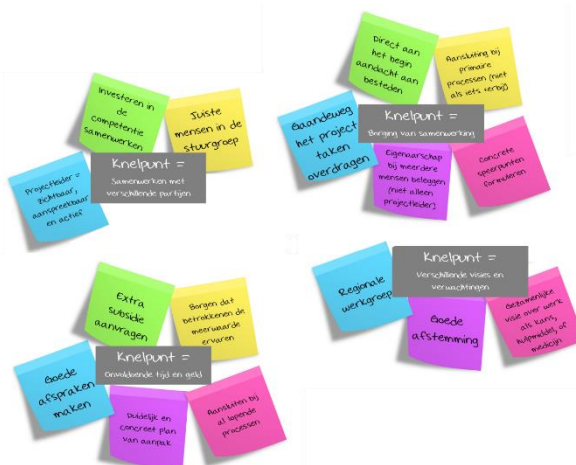 Investeren in
de
competentie
samenwerken
Juiste
mensen in de
stuurgroep
Knelpunt =
Samenwerken met
verschillende partijen
Projectleider =
zichtbaar,
aanspreekbaar
en actief
Direct aan
het begin
aandacht aan
besteden
Aansluiting bij
primaire
processen (niet
als iets 'erbij')
Gaandeweg
het project
taken
overdragen
Knelpunt =
Borging van samenwerking
Eigenaarschap
bij meerdere
mensen beleggen
(niet alleen
projectleider)
Concrete
speerpunten
formuleren
Extra
subsidie
aanvragen
Borgen dat
betrokkenen de
meerwaarde
ervaren
Goede
afspraken
maken
Knelpunt =
Onvoldoende tijd en geld
Duidelijk en
concreet plan
van aanpak
Aansluiten bij
al lopende
processen
Regionale
werkgroep
Knelpunt =
Verschillende visies en
verwachtingen
Goede
afstemming
Gezamenlijke
visie over werk
als kans,
hulpmiddel, of
medicijn